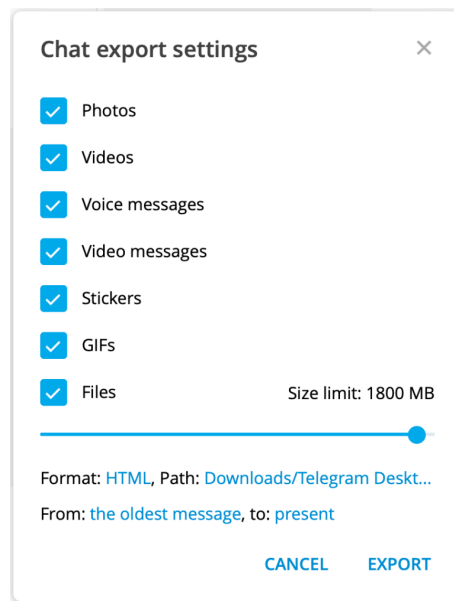 Chat export settings
Photos
Videos
Voice messages
Video messages
Stickers
GIFs
Files Size limit: 1800 MB
Format: HTML, Path: Downloads/Telegram Deskt...
From: the oldest message, to: present
CANCEL EXPORT